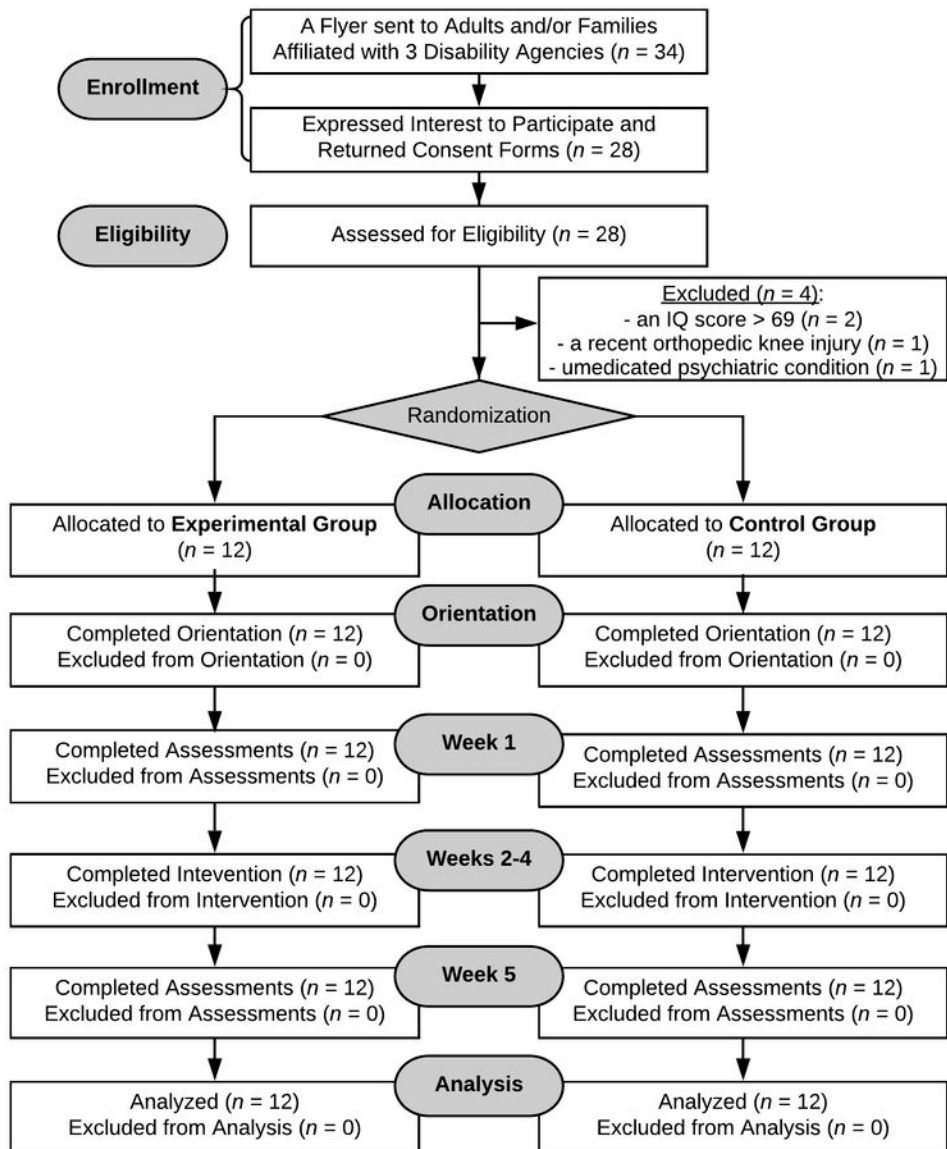 A Flyer sent to Adults and/or Families
Affiliated with 3 Disability Agencies (n = 34)
Enrollment
Expressed Interest to Participate and
Returned Consent Forms (n = 28)
Eligibility
Assessed for Eligibility (n = 28)
Excluded (n = 4):
- an IQ score > 69 (n = 2)
- a recent orthopedic knee injury (n = 1)
- umedicated psychiatric condition (n = 1)
Randomization
Allocation
Allocated to Experimental Group
(n = 12)
Allocated to Control Group
(n = 12)
Orientation
Completed Orientation (n = 12)
Excluded from Orientation (n = 0)
Completed Orientation (n = 12)
Excluded from Orientation (n = 0)
Week 1
Completed Assessments (n = 12)
Excluded from Assessments (n = 0)
Completed Assessments (n = 12)
Excluded from Assessments (n = 0)
Weeks 2-4
Completed Intevention (n = 12)
Excluded from Intervention (n = 0)
Completed Intervention (n = 12)
Excluded from Intervention (n = 0)
Week 5
Completed Assessments (n = 12)
Excluded from Assessments (n = 0)
Completed Assessments (n = 12)
Excluded from Assessments (n = 0)
Analysis
Analyzed (n = 12)
Excluded from Analysis (n = 0)
Analyzed (n = 12)
Excluded from Analysis (n = 0)